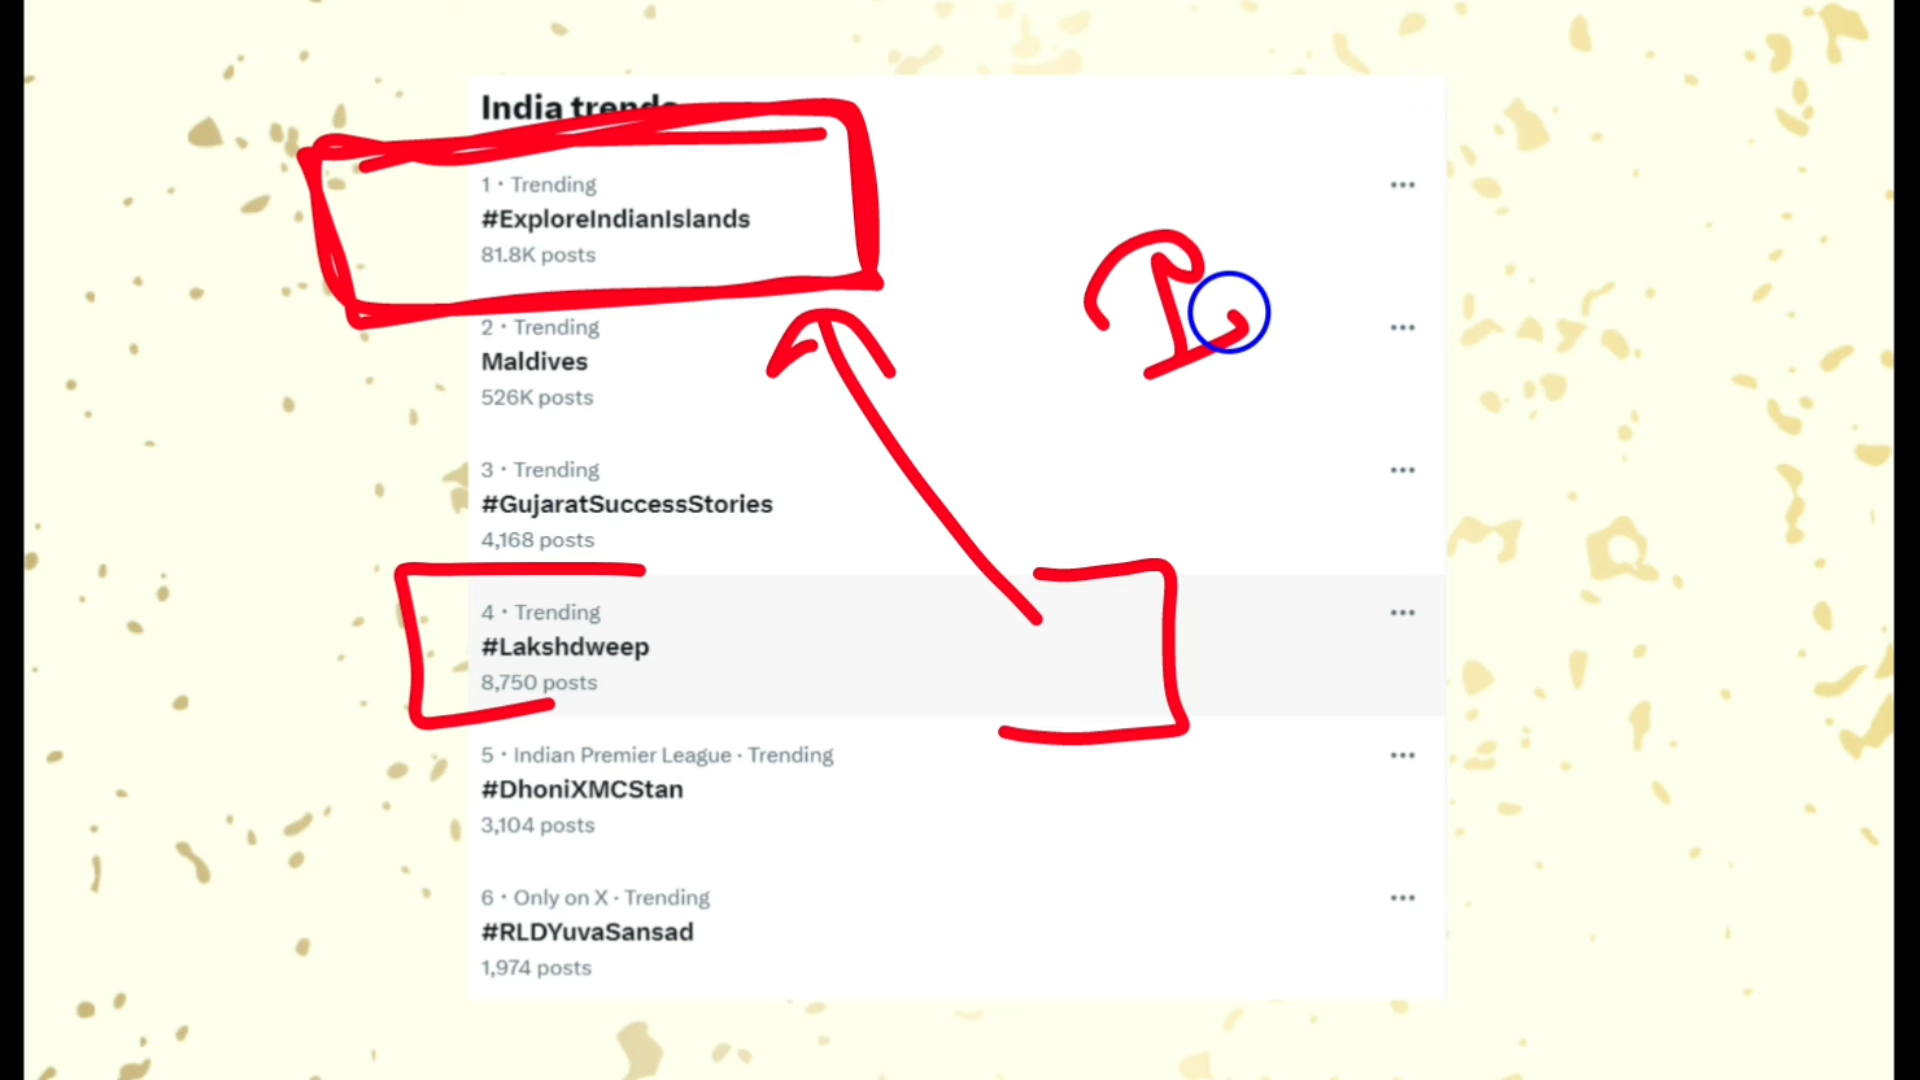 India trends
1 · Trending
#ExploreIndianIslands
81.8K posts
2 · Trending
Maldives
526K posts
3 · Trending
#GujaratSuccessStories
4,168 posts
4 · Trending
#Lakshdweep
8,750 posts
5 · Indian Premier League · Trending
#DhoniXMCStan
3,104 posts
6 · Only on X · Trending
#RLDYuvaSansad
1,974 posts